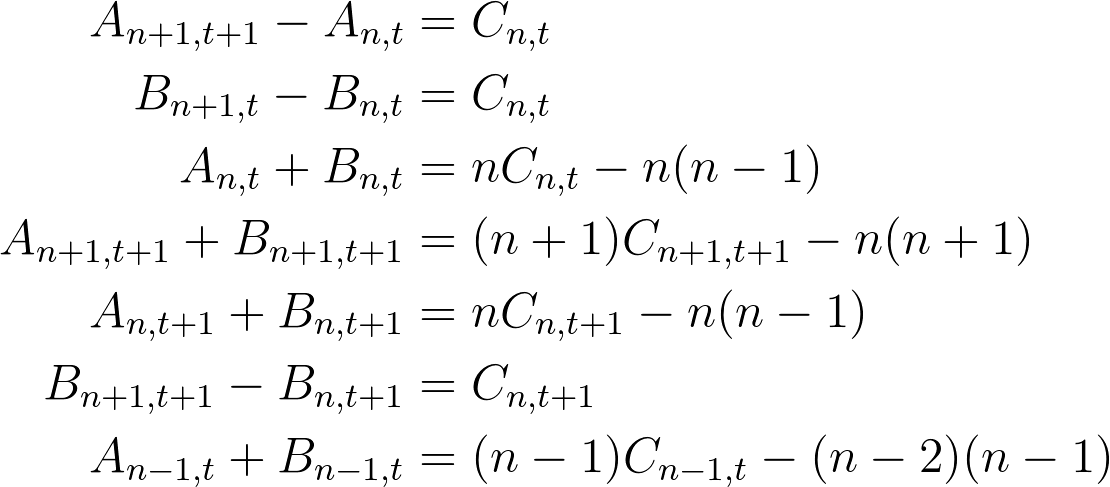 A_{n+1,t+1} − A_{n,t} = C_{n,t}
B_{n+1,t} − B_{n,t} = C_{n,t}
A_{n,t} + B_{n,t} = nC_{n,t} − n(n − 1)
A_{n+1,t+1} + B_{n+1,t+1} = (n + 1)C_{n+1,t+1} − n(n + 1)
A_{n,t+1} + B_{n,t+1} = nC_{n,t+1} − n(n − 1)
B_{n+1,t+1} − B_{n,t+1} = C_{n,t+1}
A_{n−1,t} + B_{n−1,t} = (n − 1)C_{n−1,t} − (n − 2)(n − 1)